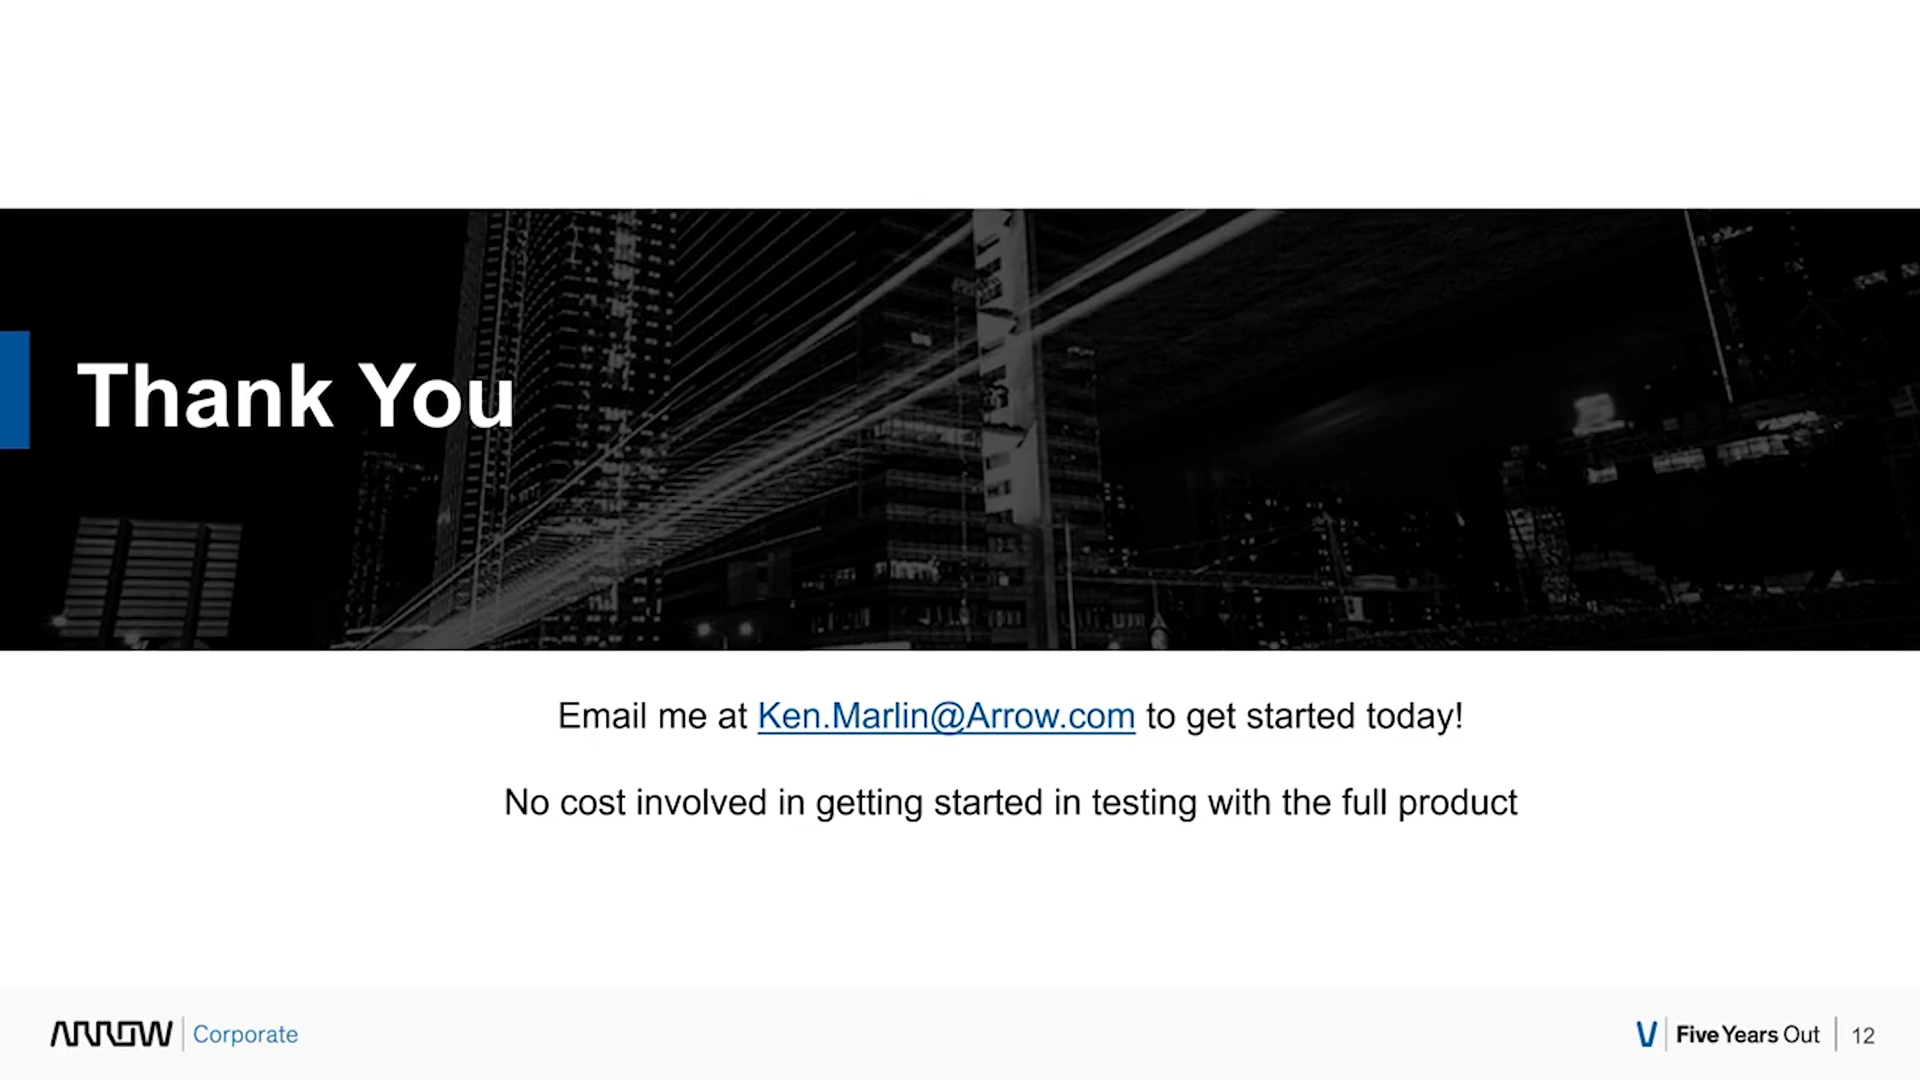 Thank You
Email me at Ken.Marlin@Arrow.com to get started today!
No cost involved in getting started in testing with the full product
ARROW | Corporate
V | Five Years Out | 12